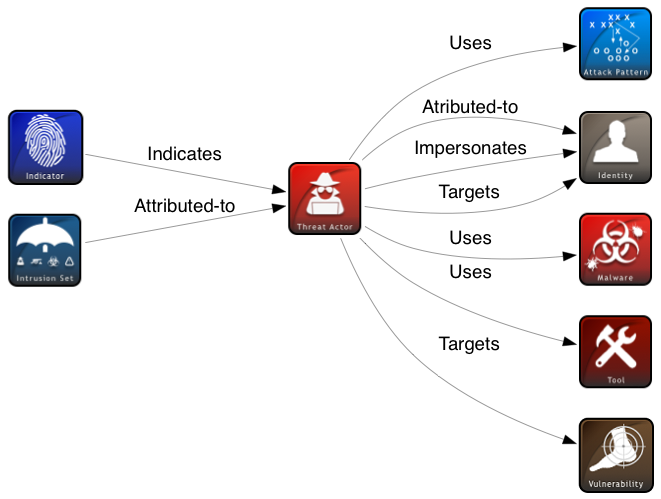 Uses
Attack Pattern
Atributed-to
Impersonates
Targets
Identity
Indicates
Indicator
Attributed-to
Intrusion Set
Threat Actor
Uses
Malware
Uses
Tool
Targets
Vulnerability